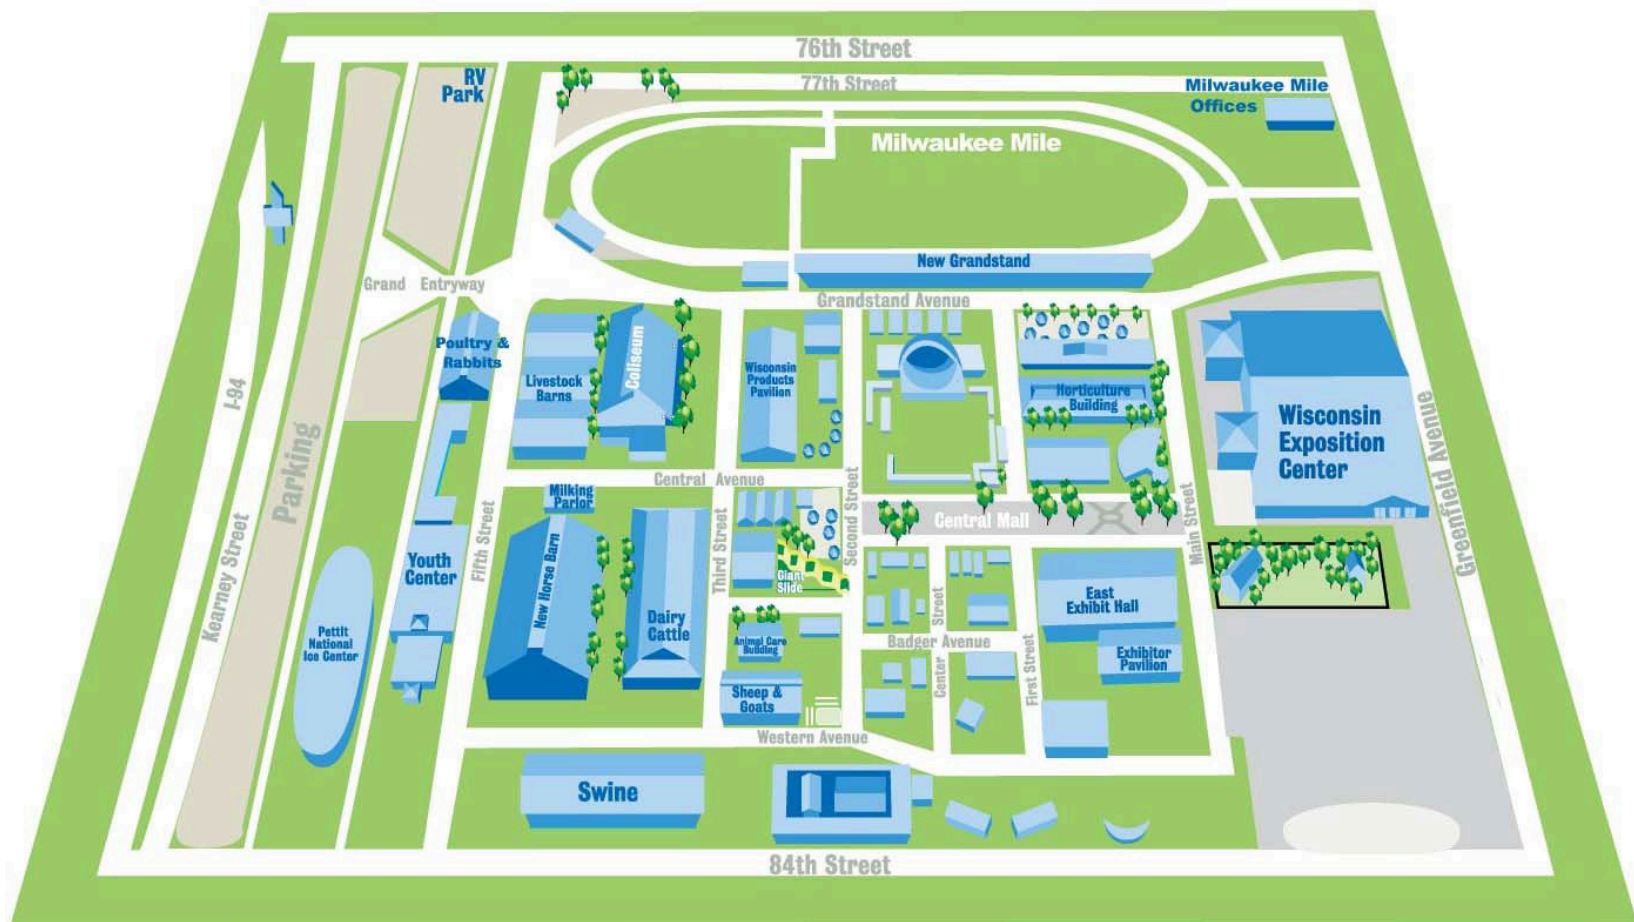 76th Street
RV
Park
77th Street
Milwaukee Mile
Offices
Milwaukee Mile
New Grandstand
Grand Entryway
Grandstand Avenue
Poultry &
Rabbits
Livestock
Barns
Coliseum
Wisconsin
Products
Pavilion
Horticulture
Building
Wisconsin
Exposition
Center
I-94
Parking
Greenfield Avenue
Central Avenue
Milking
Parlor
Central Mall
Second Street
Main Street
Fifth Street
Third Street
Kearney Street
Youth
Center
New Horse Barn
Dairy
Cattle
Giant
Slide
East
Exhibit Hall
Pettit
National
Ice Center
Animal Care
Building
Badger Avenue
Center Street
First Street
Exhibitor
Pavilion
Sheep &
Goats
Western Avenue
Swine
84th Street